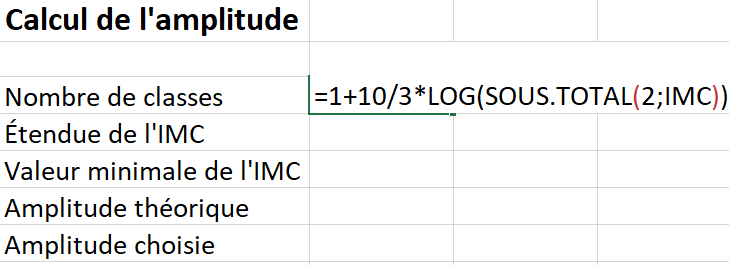 Calcul de l'amplitude
Nombre de classes =1+10/3*LOG(SOUS.TOTAL(2;IMC))
Étendue de l'IMC
Valeur minimale de l'IMC
Amplitude théorique
Amplitude choisie